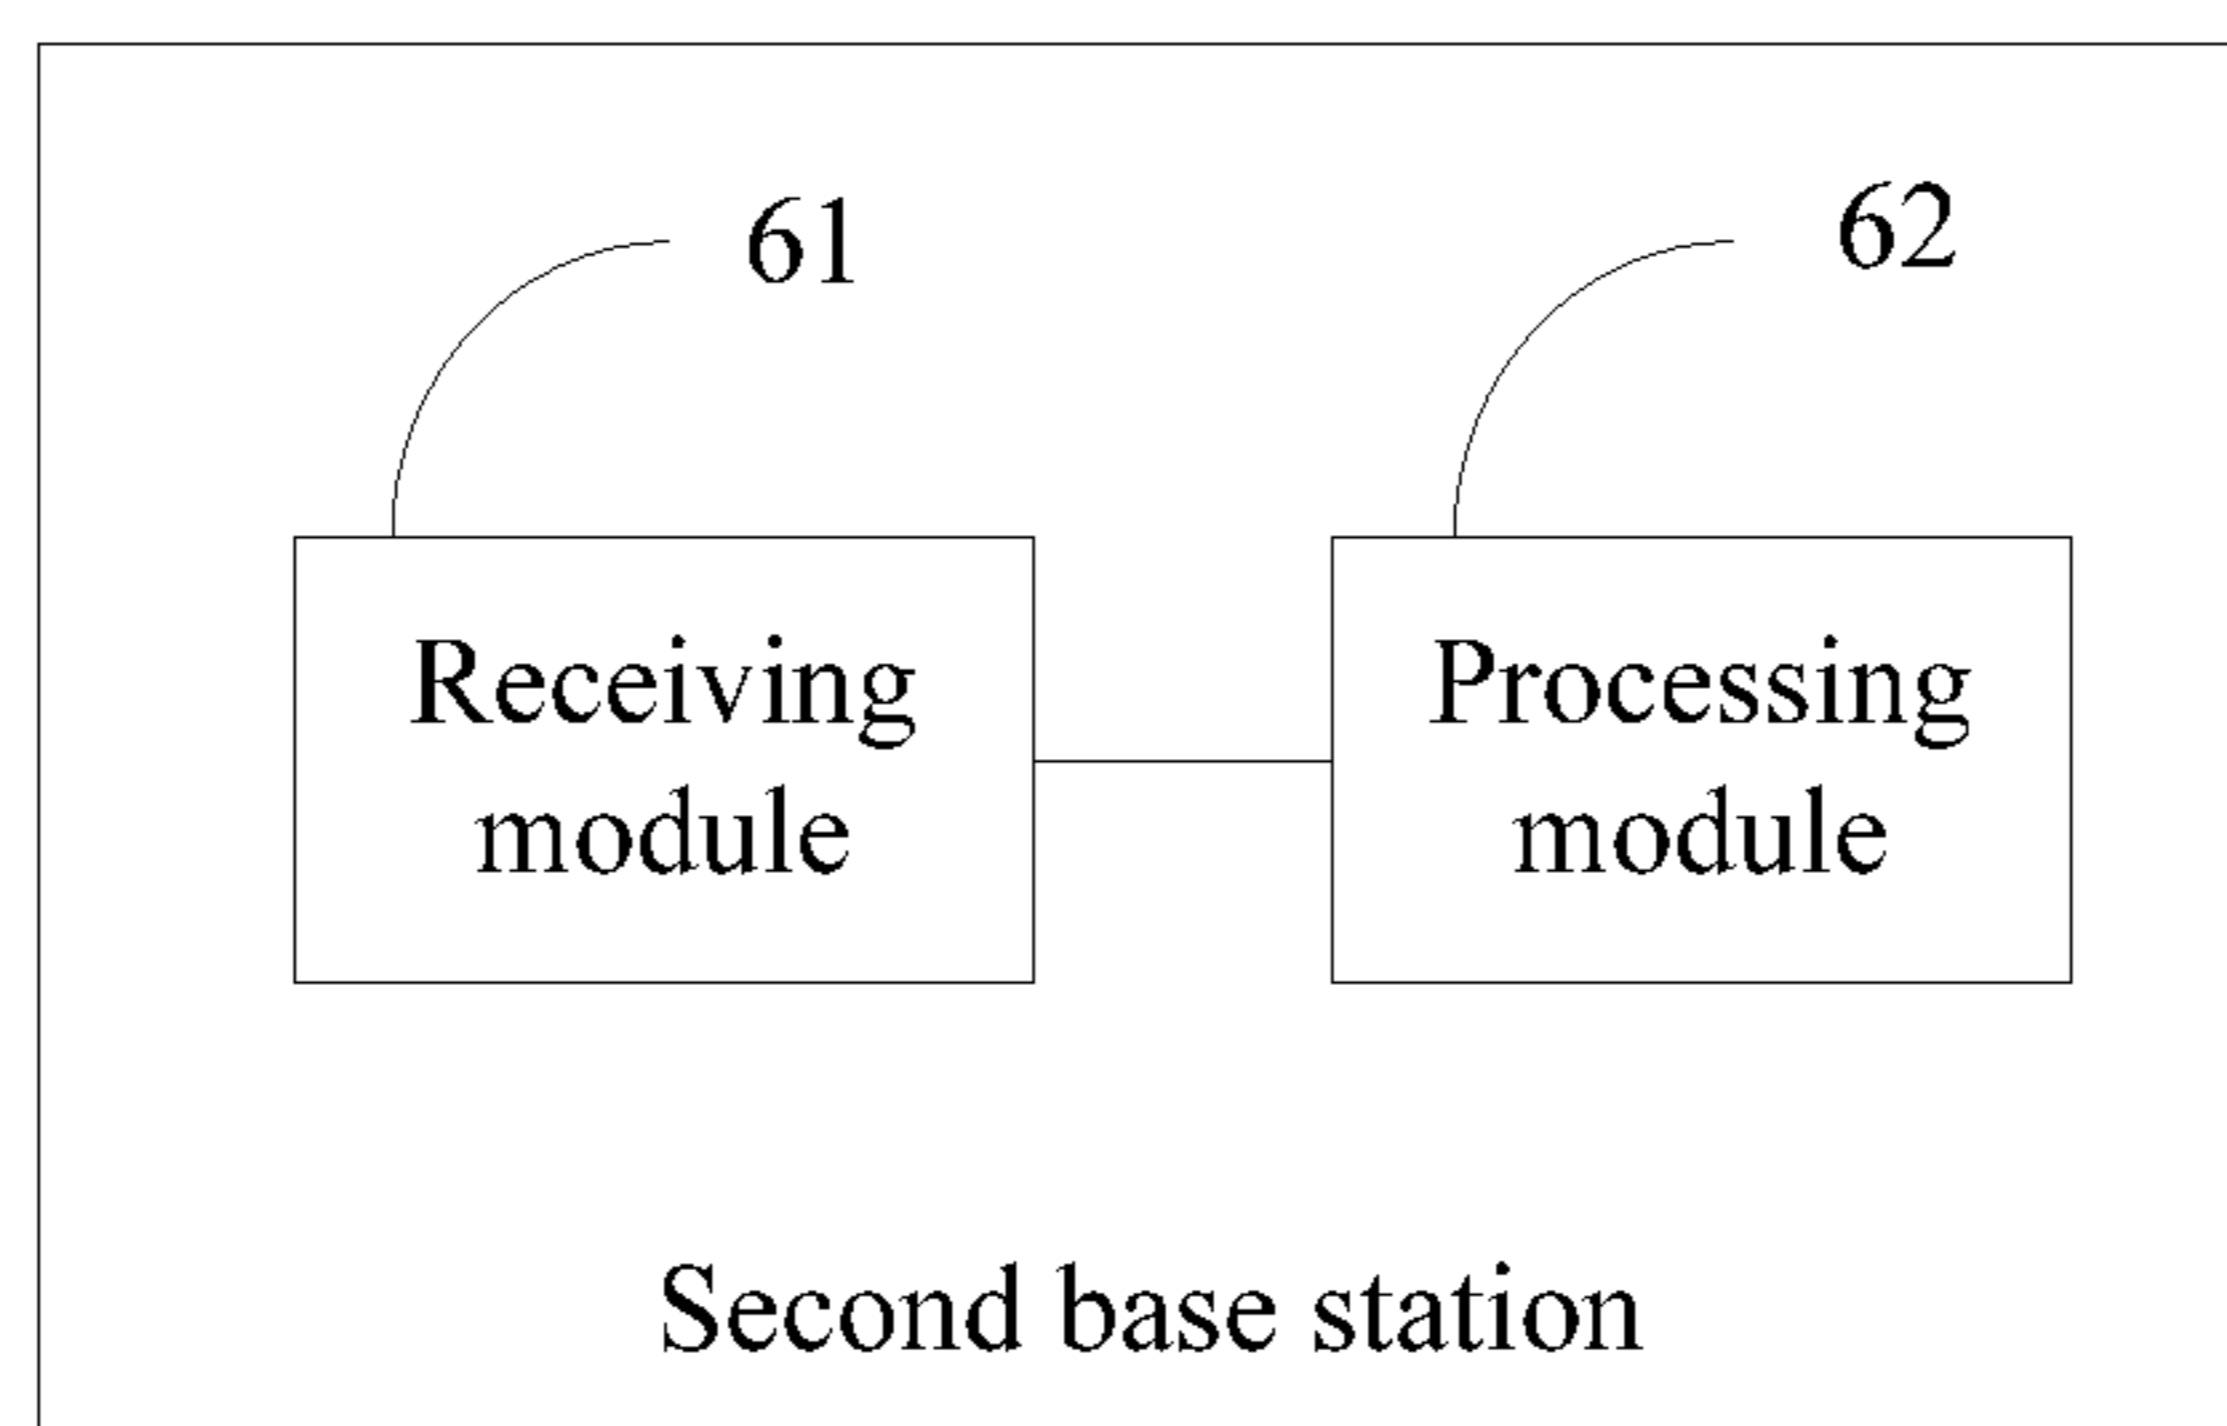 61
62
Receiving
module
Processing
module
Second base station